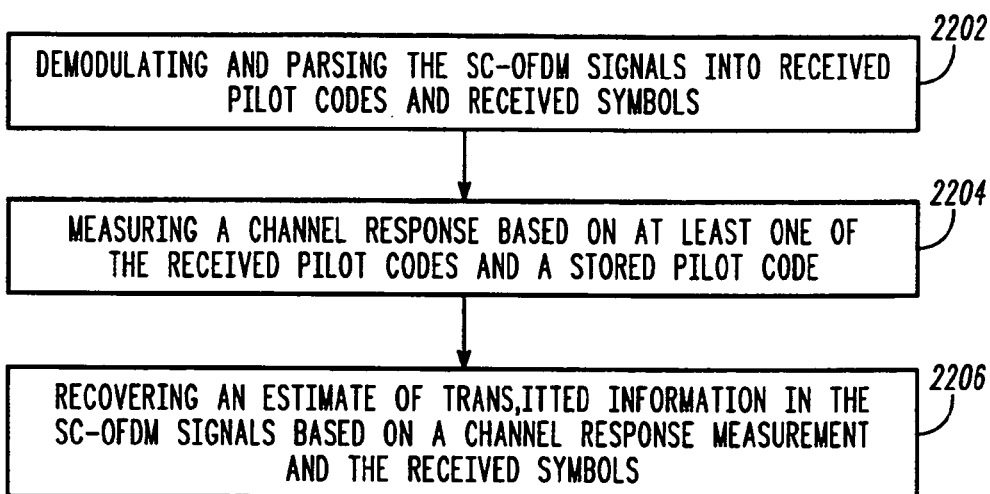 2202
DEMODULATING AND PARSING THE SC-OFDM SIGNALS INTO RECEIVED
PILOT CODES AND RECEIVED SYMBOLS
2204
MEASURING A CHANNEL RESPONSE BASED ON AT LEAST ONE OF
THE RECEIVED PILOT CODES AND A STORED PILOT CODE
2206
RECOVERING AN ESTIMATE OF TRANS,ITTED INFORMATION IN THE
SC-OFDM SIGNALS BASED ON A CHANNEL RESPONSE MEASUREMENT
AND THE RECEIVED SYMBOLS